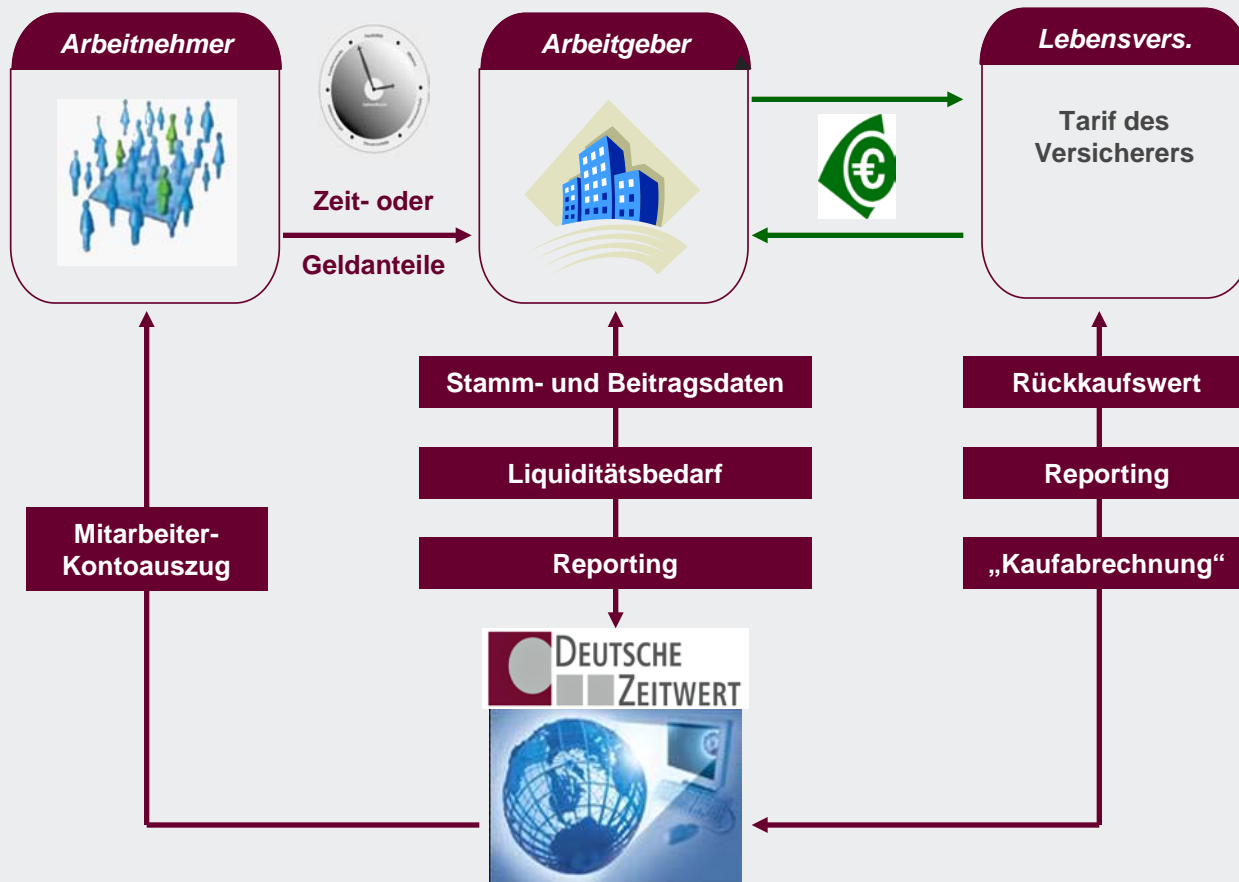 Arbeitnehmer
Arbeitgeber
Lebensvers.
Zeit- oder
Geldanteile
Tarif des
Versicherers
Stamm- und Beitragsdaten
Liquiditätsbedarf
Reporting
Rückkaufswert
Reporting
„Kaufabrechnung“
Mitarbeiter-
Kontoauszug
DEUTSCHE
ZEITWERT